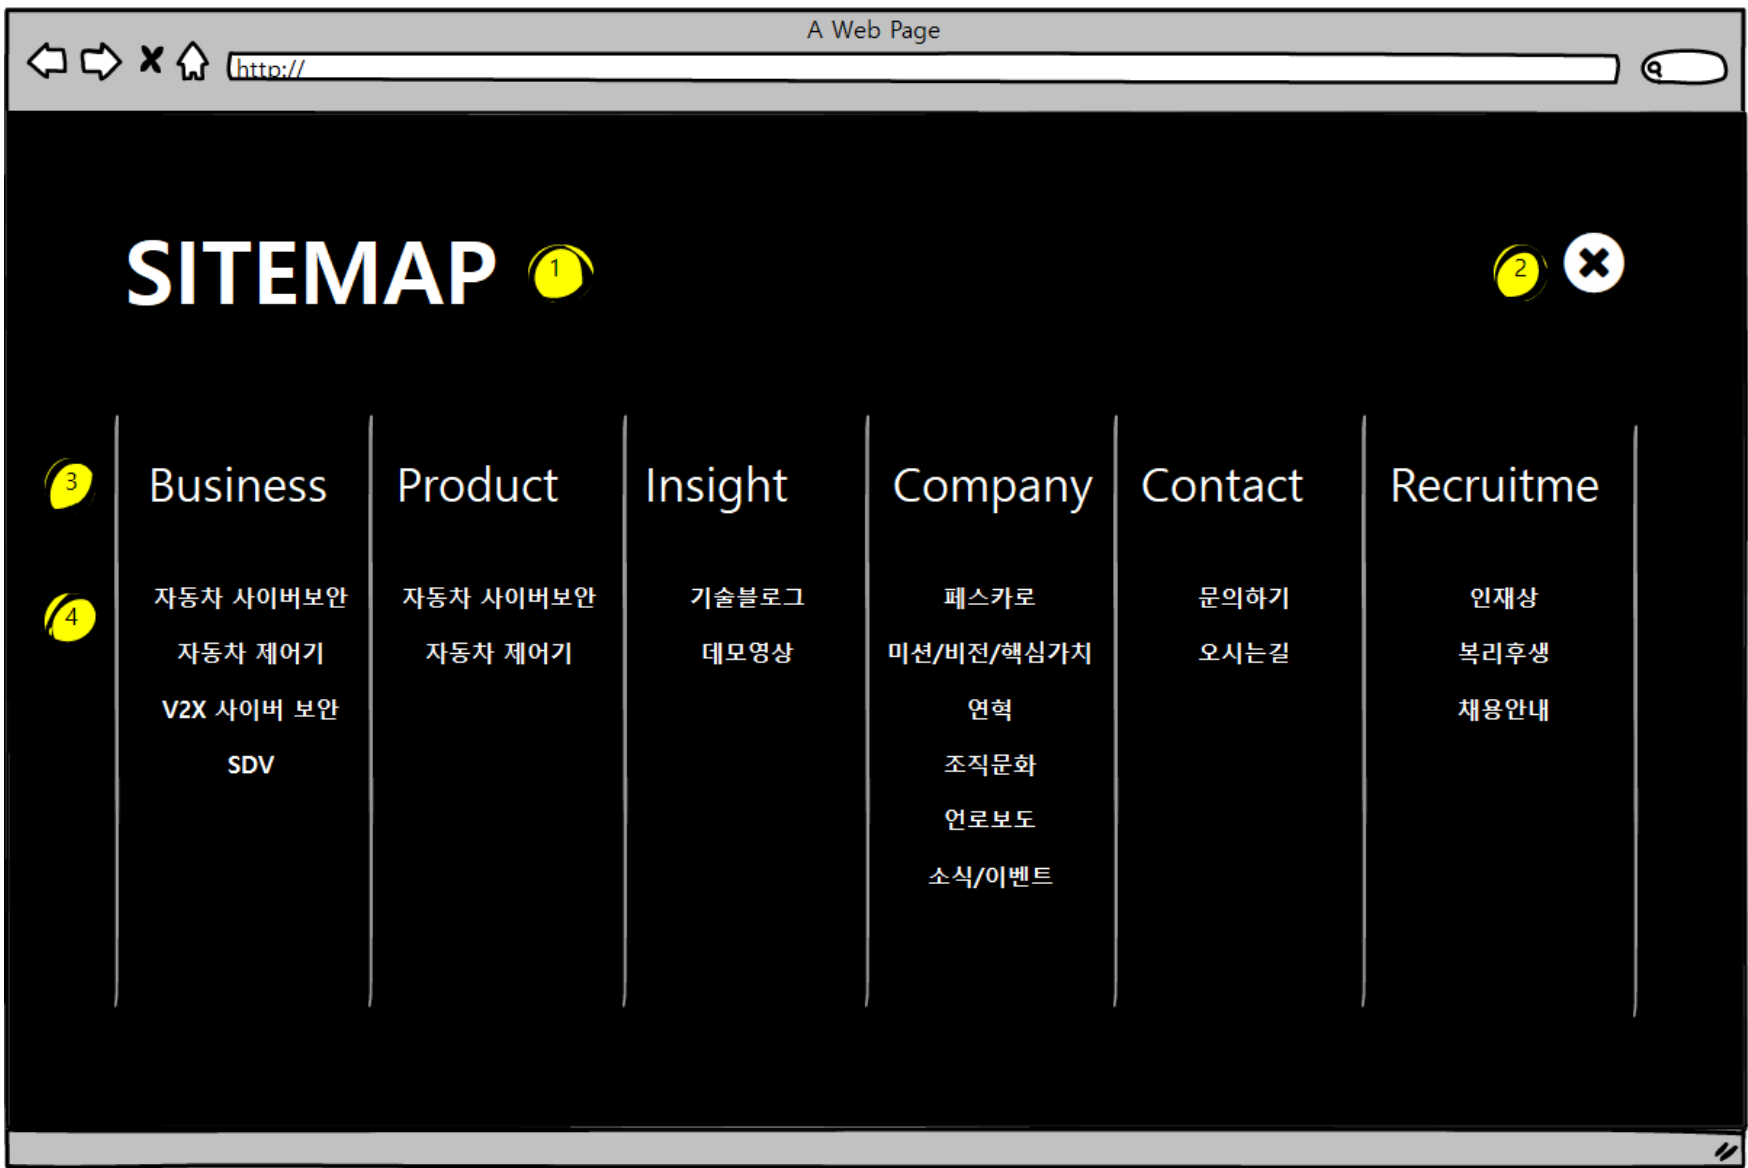 A Web Page
http://
SITEMAP
1
2
3
Business
Product
Insight
Company
Contact
Recruitme
4
자동차 사이버보안
자동차 제어기
V2X 사이버 보안
SDV
자동차 사이버보안
자동차 제어기
기술블로그
데모영상
페스카로
미션/비전/핵심가치
연혁
조직문화
언로보도
소식/이벤트
문의하기
오시는길
인재상
복리후생
채용안내